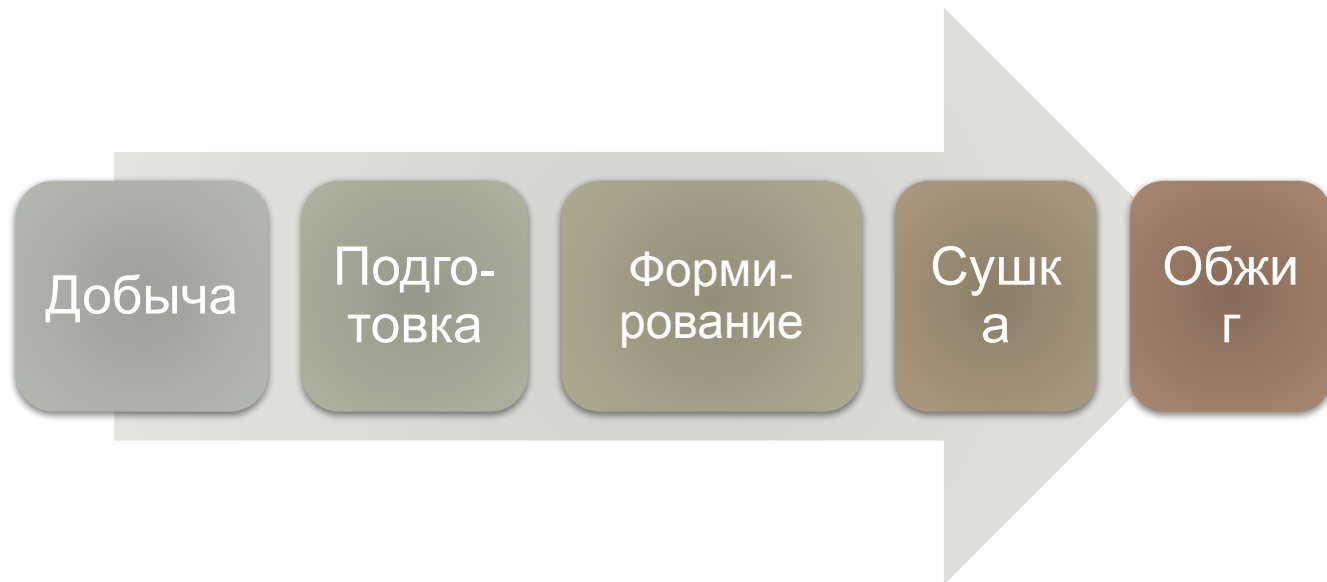 Добыча
Подго-
товка
Форми-
рование
Сушк
а
Обжи
г